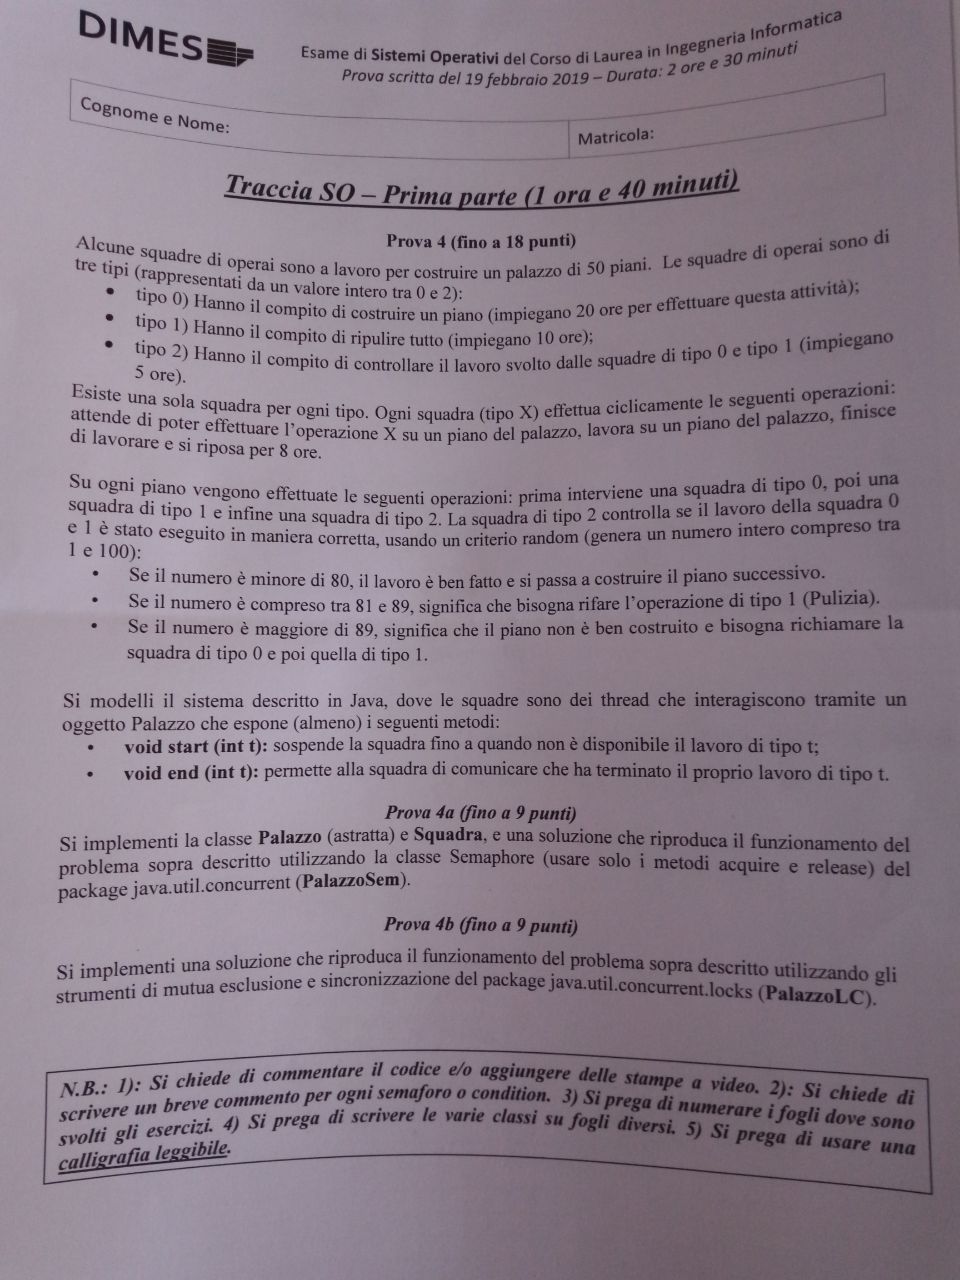 DIMES
Esame di Sistemi Operativi del Corso di Laurea in Ingegneria Informatica
Prova scritta del 19 febbraio 2019 – Durata: 2 ore e 30 minuti
Cognome e Nome:
Matricola:
Traccia SO – Prima parte (1 ora e 40 minuti)
Prova 4 (fino a 18 punti)
Alcune squadre di operai sono a lavoro per costruire un palazzo di 50 piani. Le squadre di operai sono di
tre tipi (rappresentati da un valore intero tra 0 e 2):
• tipo 0) Hanno il compito di costruire un piano (impiegano 20 ore per effettuare questa attività);
• tipo 1) Hanno il compito di ripulire tutto (impiegano 10 ore);
• tipo 2) Hanno il compito di controllare il lavoro svolto dalle squadre di tipo 0 e tipo 1 (impiegano
5 ore).
Esiste una sola squadra per ogni tipo. Ogni squadra (tipo X) effettua ciclicamente le seguenti operazioni:
attende di poter effettuare l'operazione X su un piano del palazzo, lavora su un piano del palazzo, finisce
di lavorare e si riposa per 8 ore.
Su ogni piano vengono effettuate le seguenti operazioni: prima interviene una squadra di tipo 0, poi una
squadra di tipo 1 e infine una squadra di tipo 2. La squadra di tipo 2 controlla se il lavoro della squadra 0
e 1 è stato eseguito in maniera corretta, usando un criterio random (genera un numero intero compreso tra
1 e 100):
• Se il numero è minore di 80, il lavoro è ben fatto e si passa a costruire il piano successivo.
• Se il numero è compreso tra 81 e 89, significa che bisogna rifare l'operazione di tipo 1 (Pulizia).
• Se il numero è maggiore di 89, significa che il piano non è ben costruito e bisogna richiamare la
squadra di tipo 0 e poi quella di tipo 1.
Si modelli il sistema descritto in Java, dove le squadre sono dei thread che interagiscono tramite un
oggetto Palazzo che espone (almeno) i seguenti metodi:
• void start (int t): sospende la squadra fino a quando non è disponibile il lavoro di tipo t;
• void end (int t): permette alla squadra di comunicare che ha terminato il proprio lavoro di tipo t.
Prova 4a (fino a 9 punti)
Si implementi la classe Palazzo (astratta) e Squadra, e una soluzione che riproduca il funzionamento del
problema sopra descritto utilizzando la classe Semaphore (usare solo i metodi acquire e release) del
package java.util.concurrent (PalazzoSem).
Prova 4b (fino a 9 punti)
Si implementi una soluzione che riproduca il funzionamento del problema sopra descritto utilizzando gli
strumenti di mutua esclusione e sincronizzazione del package java.util.concurrent.locks (PalazzoLC).
N.B.: 1): Si chiede di commentare il codice e/o aggiungere delle stampe a video. 2): Si chiede di
scrivere un breve commento per ogni semaforo o condition. 3) Si prega di numerare i fogli dove sono
svolti gli esercizi. 4) Si prega di scrivere le varie classi su fogli diversi. 5) Si prega di usare una
calligrafia leggibile.